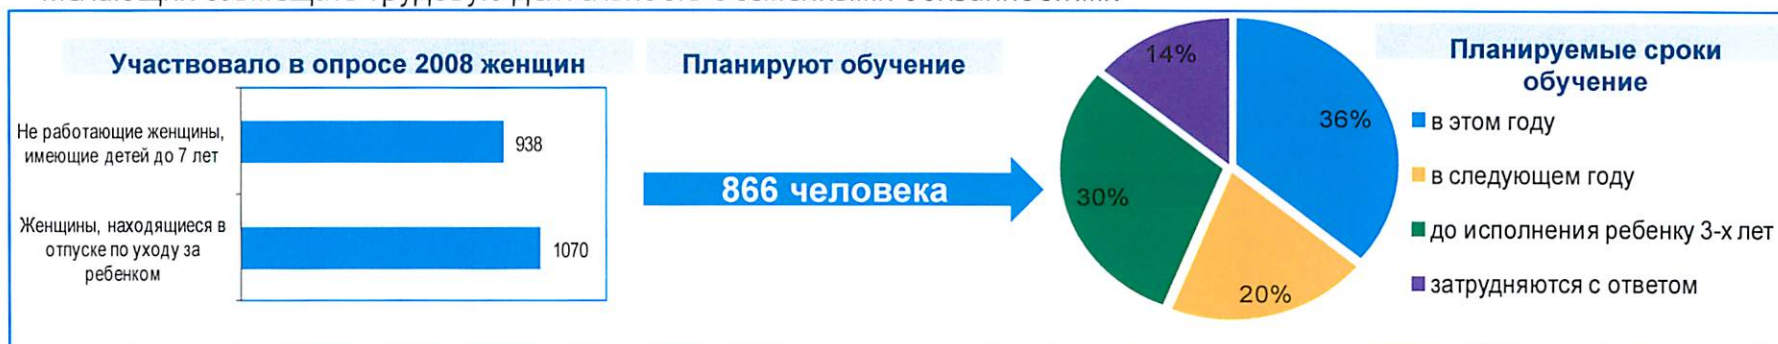 Участвовало в опросе 2008 женщин
Не работающие женщины,
имеющие детей до 7 лет
938
Женщины, находящиеся в
отпуске по уходу за
ребенком
1070
Планируют обучение
866 человека
14%
36%
30%
20%
Планируемые сроки
обучение
в этом году
в следующем году
до исполнения ребенку 3-х лет
затрудняются с ответом